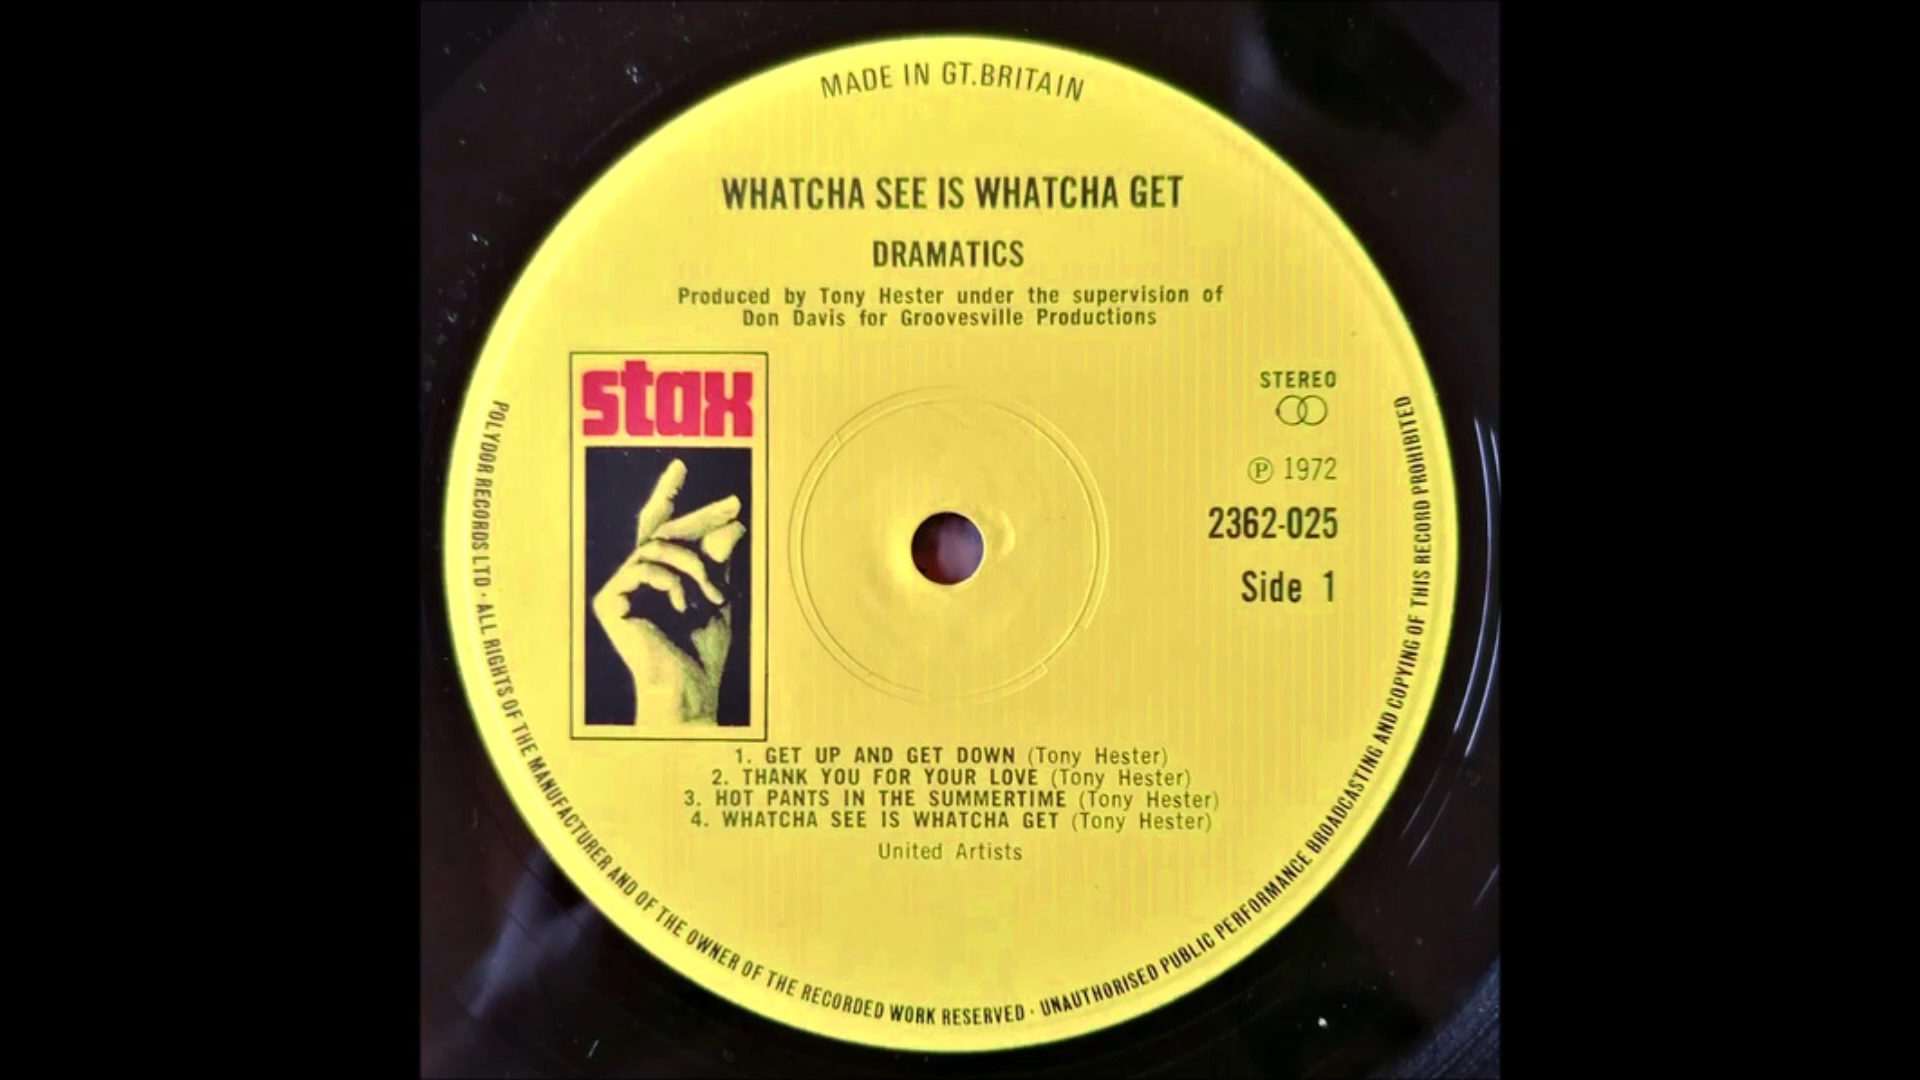 MADE IN GT.BRITAIN
WHATCHA SEE IS WHATCHA GET
DRAMATICS
Produced by Tony Hester under the supervision of
Don Davis for Groovesville Productions
stax
STEREO
Ⓟ 1972
2362-025
Side 1
1. GET UP AND GET DOWN (Tony Hester)
2. THANK YOU FOR YOUR LOVE (Tony Hester)
3. HOT PANTS IN THE SUMMERTIME (Tony Hester)
4. WHATCHA SEE IS WHATCHA GET (Tony Hester)
United Artists
POLYDOR RECORDS LTD · ALL RIGHTS OF THE MANUFACTURER AND OF THE OWNER OF THE RECORDED WORK RESERVED · UNAUTHORISED PUBLIC PERFORMANCE BROADCASTING AND COPYING OF THIS RECORD PROHIBITED